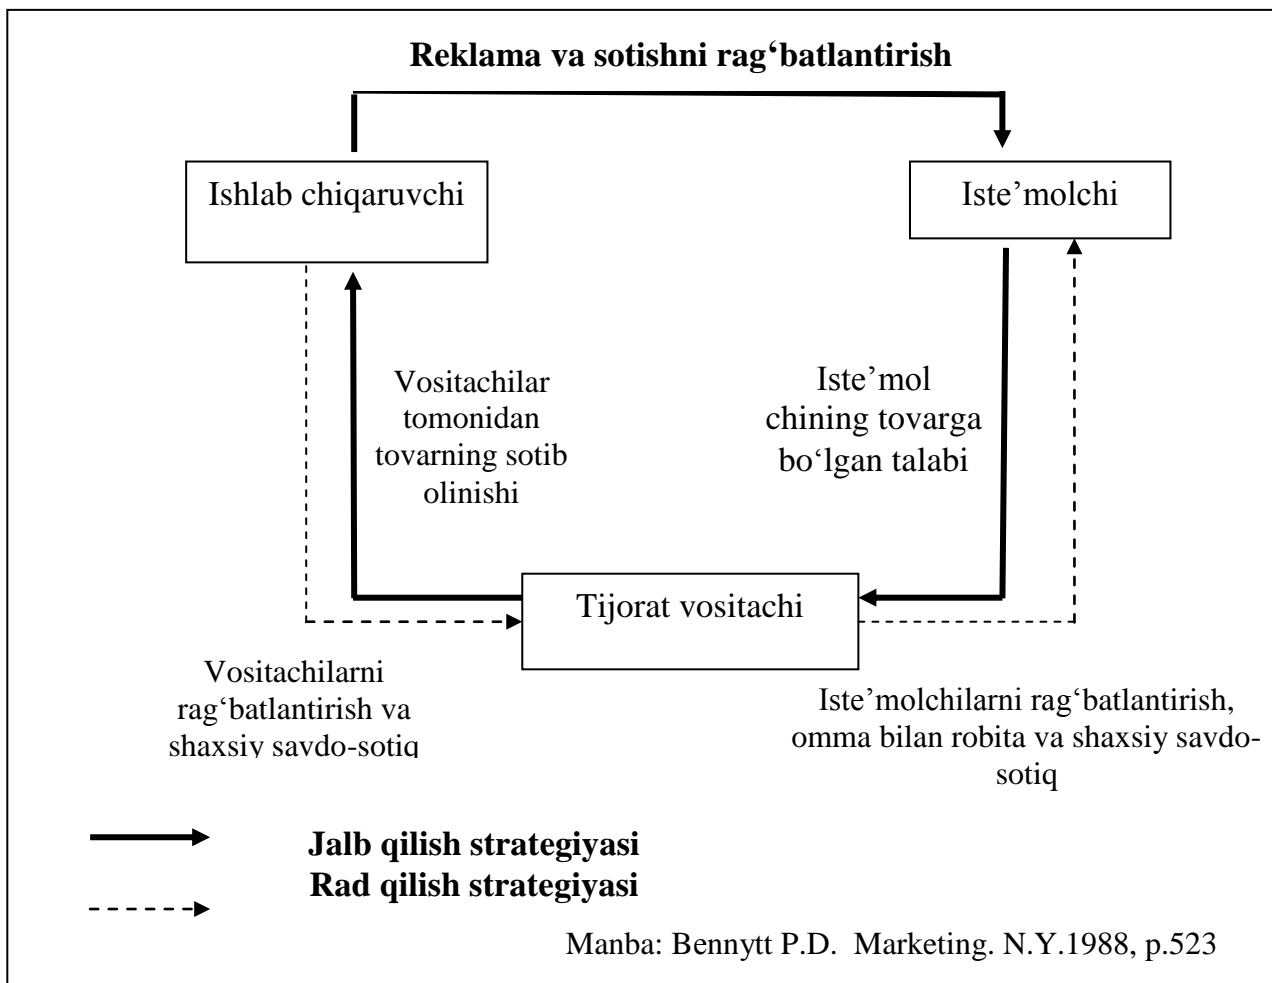 Reklama va sotishni rag‘batlantirish
Ishlab chiqaruvchi
Iste’molchi
Vositachilar
tomonidan
tovarning sotib
olinishi
Iste’mol
chining tovarga
bo‘lgan talabi
Tijorat vositachi
Vositachilarni
rag‘batlantirish va
shaxsiy savdo-sotiq
Iste’molchilarni rag‘batlantirish,
omma bilan robita va shaxsiy savdo-
sotiq
Jalb qilish strategiyasi
Rad qilish strategiyasi
Manba: Bennytt P.D. Marketing. N.Y.1988, p.523